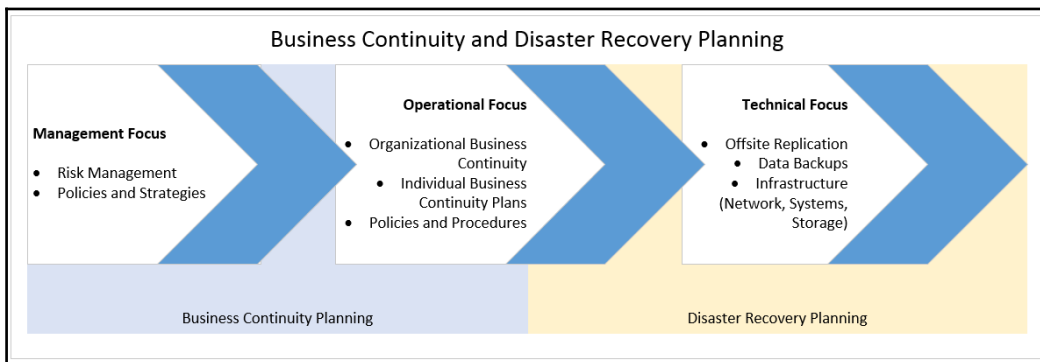 Business Continuity and Disaster Recovery Planning
Management Focus
• Risk Management
• Policies and Strategies
Operational Focus
• Organizational Business
Continuity
• Individual Business
Continuity Plans
• Policies and Procedures
Technical Focus
• Offsite Replication
• Data Backups
• Infrastructure
(Network, Systems,
Storage)
Business Continuity Planning
Disaster Recovery Planning